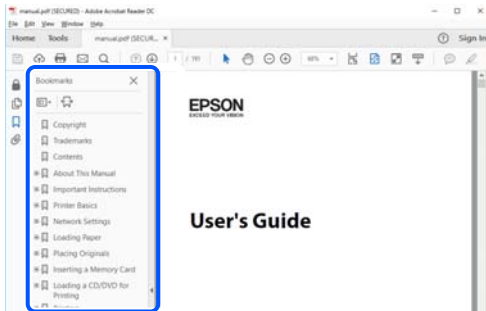 manual.pdf (SECURED) - Adobe Acrobat Reader DC
File Edit View Window Help
Home Tools manual.pdf (SECUR... ×
Sign In
Bookmarks
EPSON
EXCEED YOUR VISION
Copyright
Trademarks
Contents
About This Manual
Important Instructions
Printer Basics
Network Settings
User's Guide
Loading Paper
Placing Originals
Inserting a Memory Card
Loading a CD/DVD for
Printing